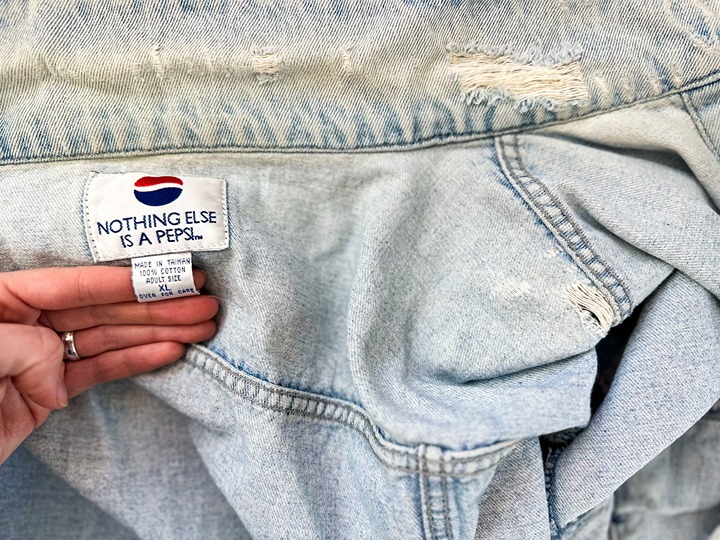 NOTHING ELSE
IS A PEPSI™
MADE IN TAIWAN
100% COTTON
ADULT SIZE
XL
OVER FOR CARE